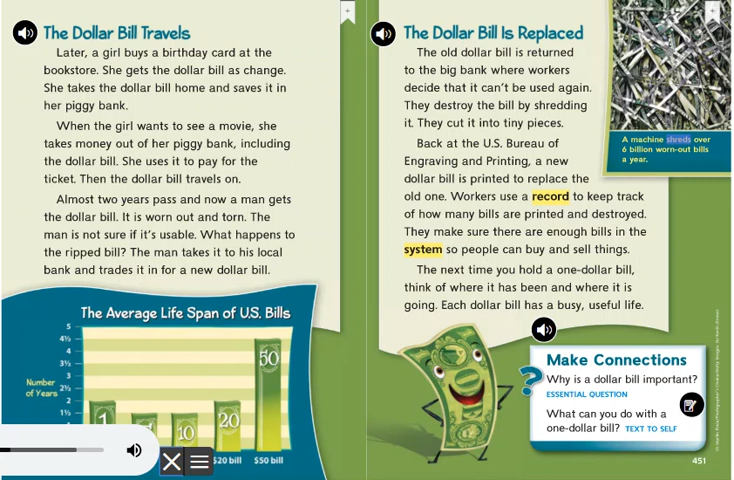 The Dollar Bill Travels
Later, a girl buys a birthday card at the
bookstore. She gets the dollar bill as change.
She takes the dollar bill home and saves it in
her piggy bank.
When the girl wants to see a movie, she
takes money out of her piggy bank, including
the dollar bill. She uses it to pay for the
ticket. Then the dollar bill travels on.
Almost two years pass and now a man gets
the dollar bill. It is worn out and torn. The
man is not sure if it's usable. What happens to
the ripped bill? The man takes it to his local
bank and trades it in for a new dollar bill.
The Average Life Span of U.S. Bills
Number
of Years
5
4½
4
3½
3
2½
2
1½
1
10
20
50
$20 bill
$50 bill
The Dollar Bill Is Replaced
The old dollar bill is returned
to the big bank where workers
decide that it can't be used again.
They destroy the bill by shredding
it. They cut it into tiny pieces.
Back at the U.S. Bureau of
Engraving and Printing, a new
dollar bill is printed to replace the
old one. Workers use a record to keep track
of how many bills are printed and destroyed.
They make sure there are enough bills in the
system so people can buy and sell things.
The next time you hold a one-dollar bill,
think of where it has been and where it is
going. Each dollar bill has a busy, useful life.
A machine shreds over
6 billion worn-out bills
a year.
Make Connections
Why is a dollar bill important?
ESSENTIAL QUESTION
What can you do with a
one-dollar bill? TEXT TO SELF
451